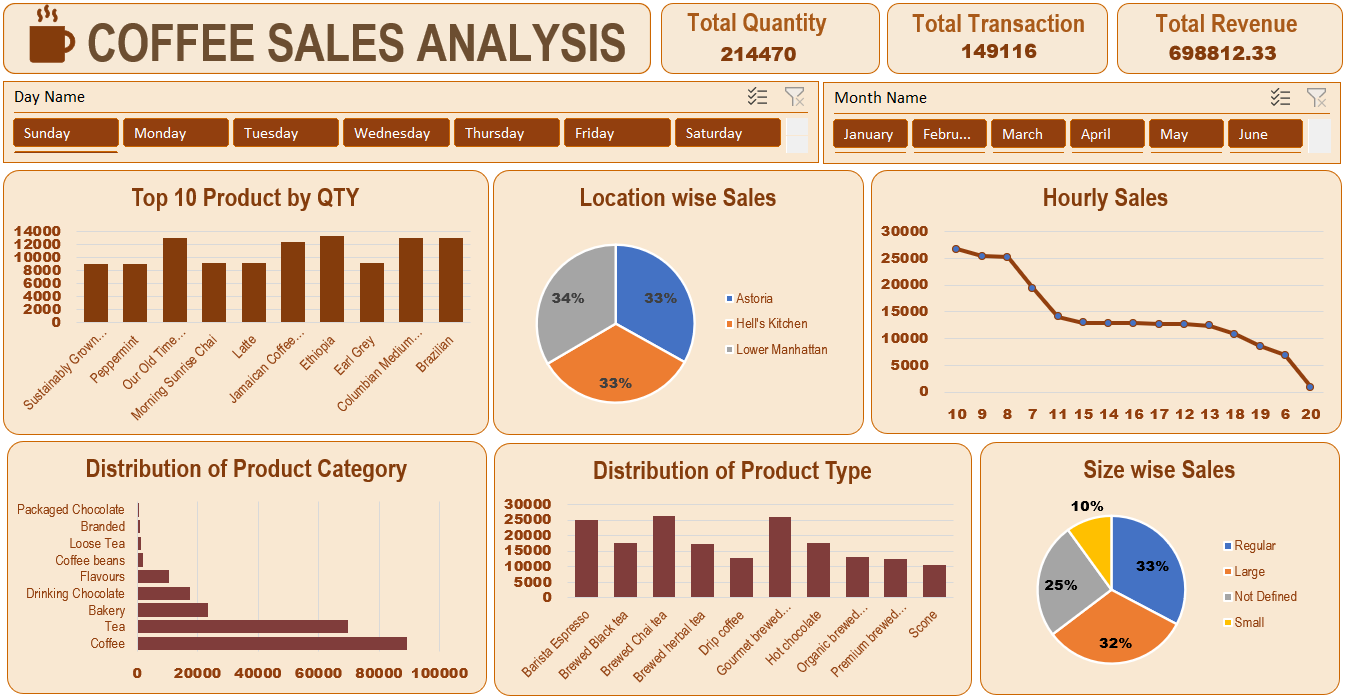 COFFEE SALES ANALYSIS
Total Quantity
214470
Total Transaction
149116
Total Revenue
698812.33
Day Name
Sunday Monday Tuesday Wednesday Thursday Friday Saturday
Month Name
January Febru... March April May June
Top 10 Product by QTY
14000
12000
10000
8000
6000
4000
2000
0
Sustainably Grown... Peppermint Our Old Time... Morning Sunrise Chai Latte Jamaican Coffee... Ethiopia Earl Grey Columbian Medium... Brazilian
Location wise Sales
34% 33%
33%
Astoria
Hell's Kitchen
Lower Manhattan
Hourly Sales
30000
25000
20000
15000
10000
5000
0
10 9 8 7 11 15 14 16 17 12 13 18 19 6 20
Distribution of Product Category
Packaged Chocolate
Branded
Loose Tea
Coffee beans
Flavours
Drinking Chocolate
Bakery
Tea
Coffee
0 20000 40000 60000 80000 100000
Distribution of Product Type
30000
25000
20000
15000
10000
5000
0
Barista Espresso Brewed Black tea Brewed Chai tea Brewed herbal tea Drip coffee Gourmet brewed... Hot chocolate Organic brewed... Premium brewed... Scone
Size wise Sales
10%
33%
25%
32%
Regular
Large
Not Defined
Small